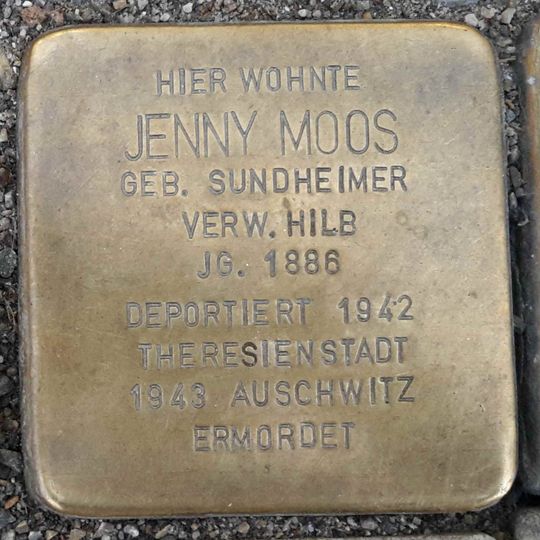 HIER WOHNTE
JENNY MOOS
GEB. SUNDHEIMER
VERW. HILB
JG. 1886
DEPORTIERT 1942
THERESIENSTADT
1943 AUSCHWITZ
ERMORDET